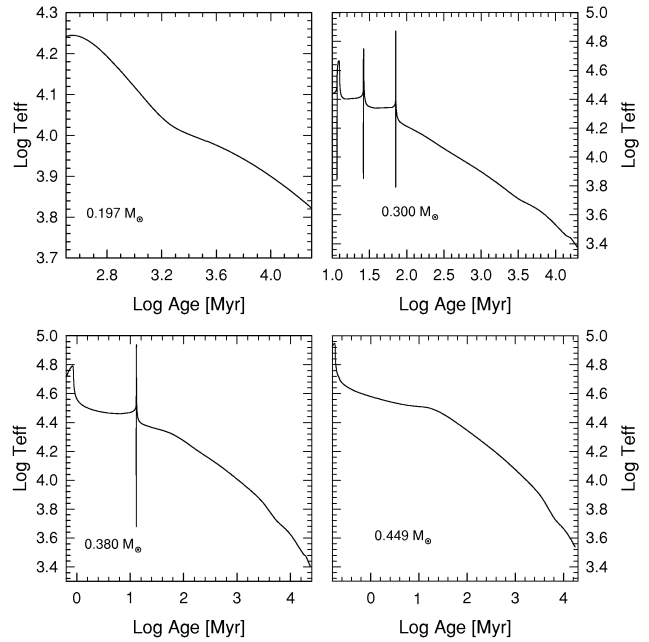 4.3
4.2
4.1
4.0
3.9
3.8
3.7
Log Teff
0.197 M⊙
2.8 3.2 3.6 4.0
Log Age [Myr]
5.0
4.8
4.6
4.4
4.2
4.0
3.8
3.6
3.4
Log Teff
0.300 M⊙
1.0 1.5 2.0 2.5 3.0 3.5 4.0
Log Age [Myr]
5.0
4.8
4.6
4.4
4.2
4.0
3.8
3.6
3.4
Log Teff
0.380 M⊙
0 1 2 3 4
Log Age [Myr]
5.0
4.8
4.6
4.4
4.2
4.0
3.8
3.6
3.4
Log Teff
0.449 M⊙
0 1 2 3 4
Log Age [Myr]